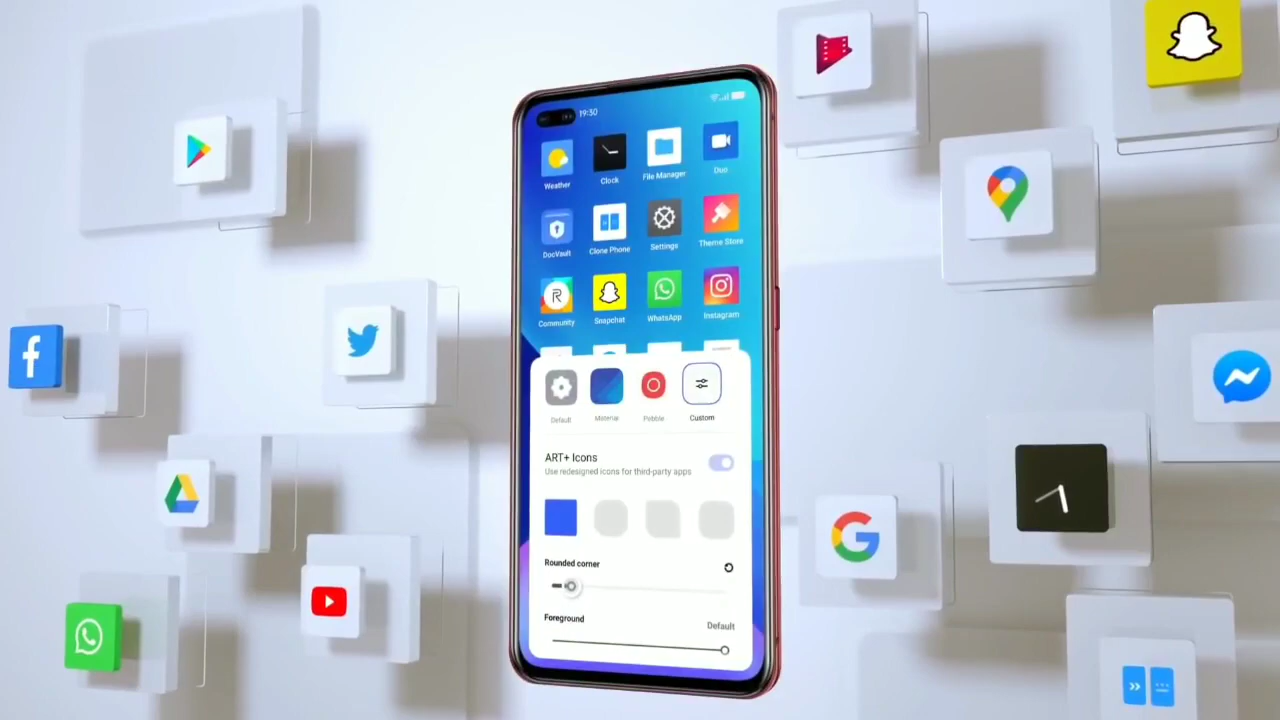 19:30
Weather
Clock
File Manager
Duo
DocVault
Clone Phone
Settings
Theme Store
Community
Snapchat
WhatsApp
Instagram
Default
Material
Pebble
Custom
ART+ Icons
Use redesigned icons for third-party apps
Rounded corner
Foreground
Default